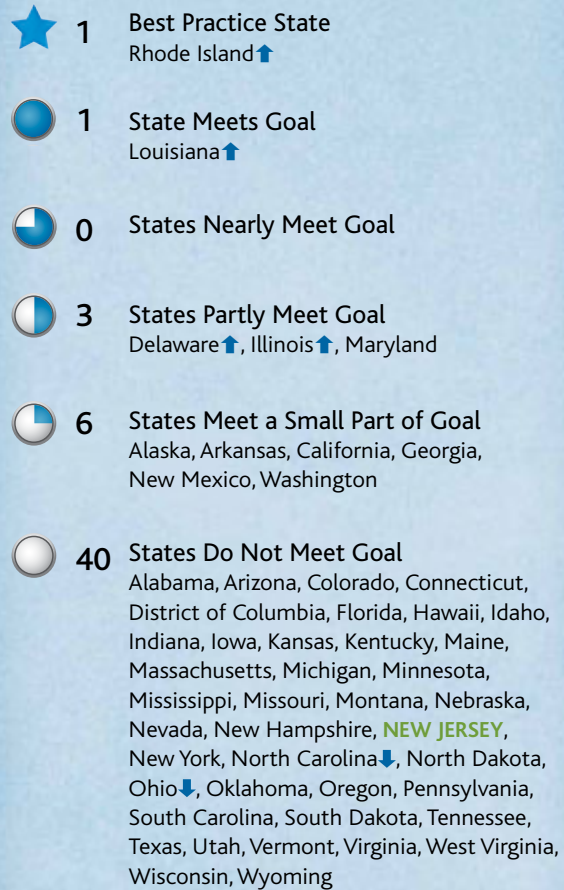 1 Best Practice State
Rhode Island⬆
1 State Meets Goal
Louisiana⬆
0 States Nearly Meet Goal
3 States Partly Meet Goal
Delaware⬆, Illinois⬆, Maryland
6 States Meet a Small Part of Goal
Alaska, Arkansas, California, Georgia,
New Mexico, Washington
40 States Do Not Meet Goal
Alabama, Arizona, Colorado, Connecticut,
District of Columbia, Florida, Hawaii, Idaho,
Indiana, Iowa, Kansas, Kentucky, Maine,
Massachusetts, Michigan, Minnesota,
Mississippi, Missouri, Montana, Nebraska,
Nevada, New Hampshire, NEW JERSEY,
New York, North Carolina⬇, North Dakota,
Ohio⬇, Oklahoma, Oregon, Pennsylvania,
South Carolina, South Dakota, Tennessee,
Texas, Utah, Vermont, Virginia, West Virginia,
Wisconsin, Wyoming